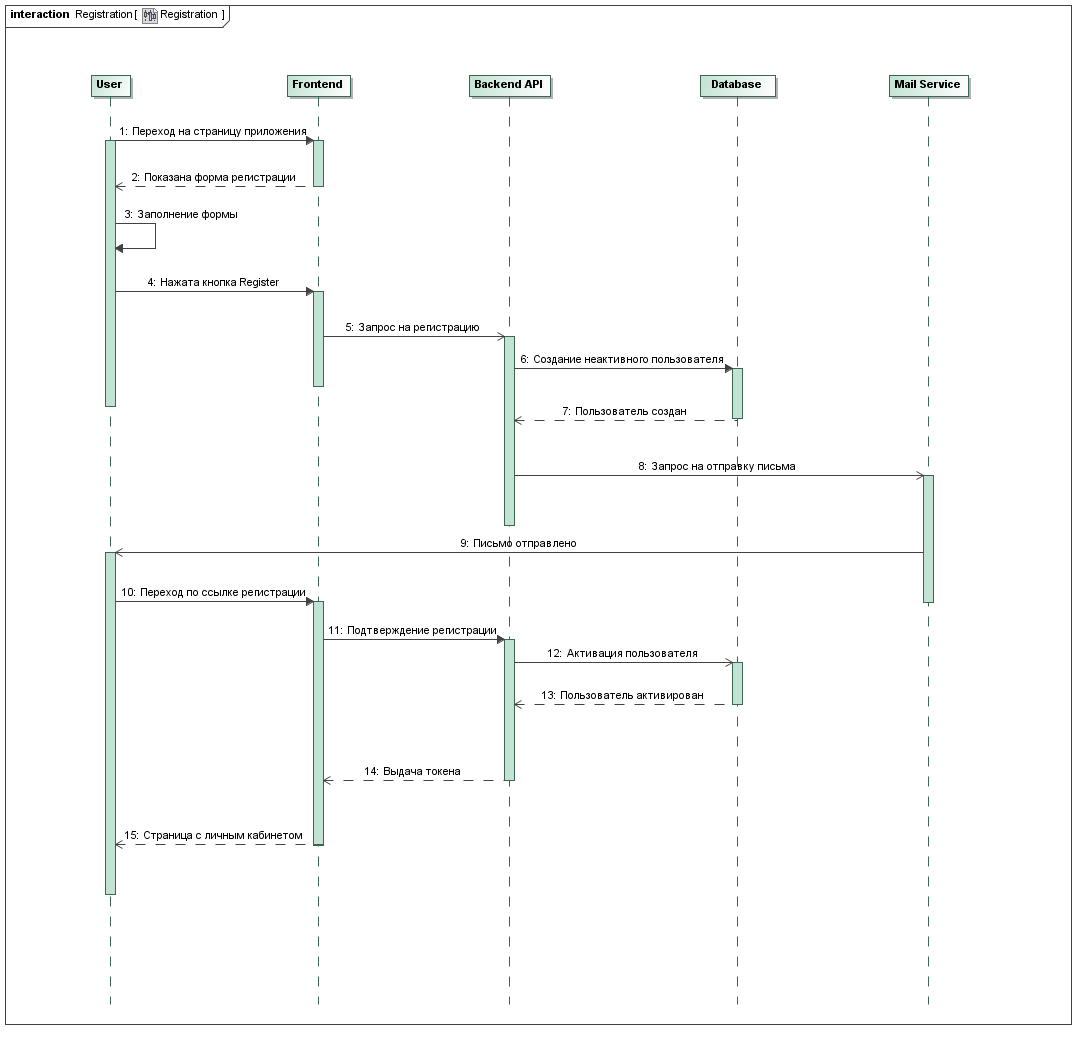 interaction Registration [ Registration ]
User Frontend Backend API Database Mail Service
1: Переход на страницу приложения
2: Показана форма регистрации
3: Заполнение формы
4: Нажата кнопка Register
5: Запрос на регистрацию
6: Создание неактивного пользователя
7: Пользователь создан
8: Запрос на отправку письма
9: Письмо отправлено
10: Переход по ссылке регистрации
11: Подтверждение регистрации
12: Активация пользователя
13: Пользователь активирован
14: Выдача токена
15: Страница с личным кабинетом